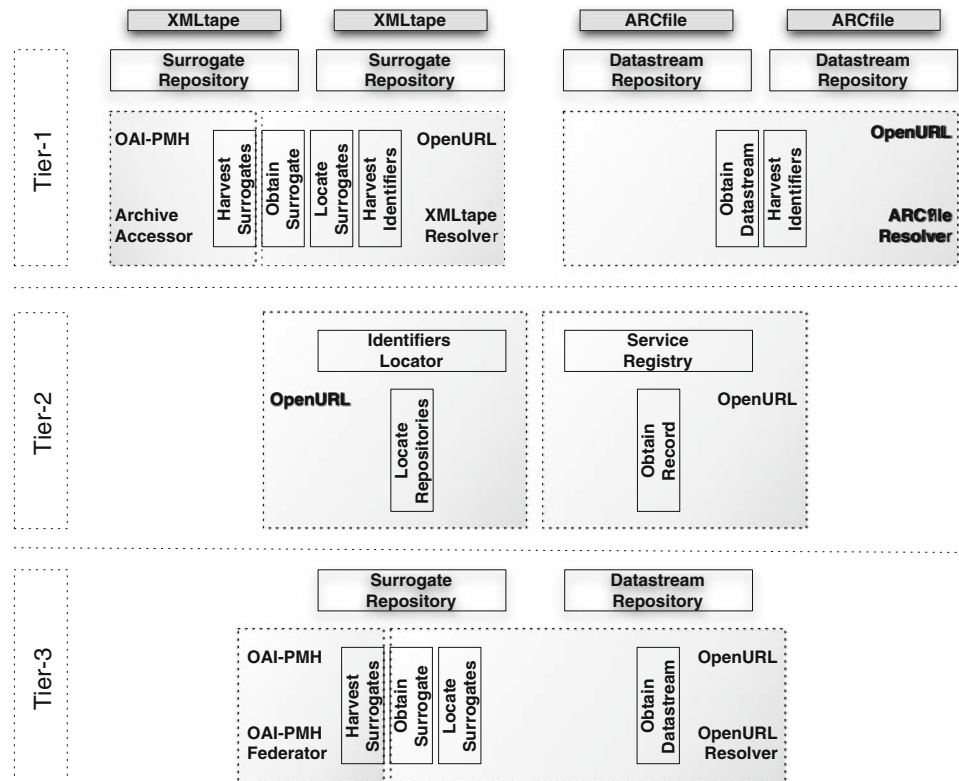 XMLtape
XMLtape
ARCfile
ARCfile
Surrogate
Repository
Surrogate
Repository
Datastream
Repository
Datastream
Repository
Tier-1
OAI-PMH
Archive
Accessor
Harvest
Surrogates
Obtain
Surrogate
Locate
Surrogates
Harvest
Identifiers
OpenURL
XMLtape
Resolver
Obtain
Datastream
Harvest
Identifiers
OpenURL
ARCfile
Resolver
Tier-2
Identifiers
Locator
OpenURL
Locate
Repositories
Service
Registry
Obtain
Record
OpenURL
Tier-3
Surrogate
Repository
Datastream
Repository
OAI-PMH
OAI-PMH
Federator
Harvest
Surrogates
Obtain
Surrogate
Locate
Surrogates
Obtain
Datastream
OpenURL
OpenURL
Resolver